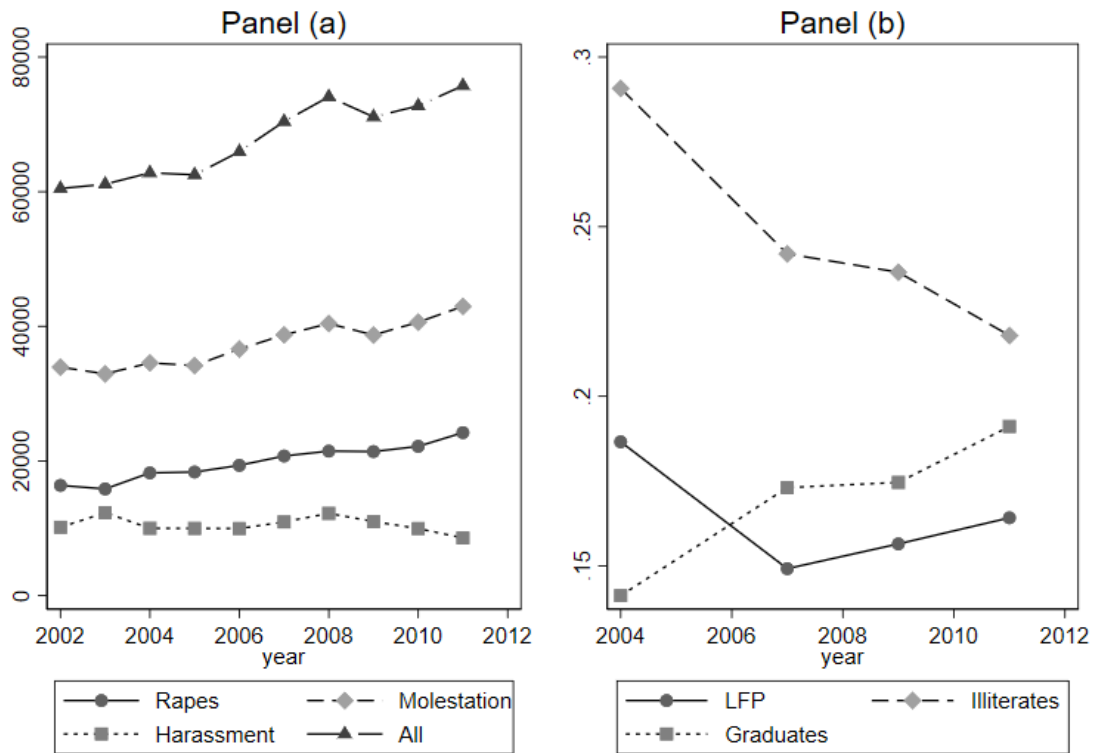 Panel (a)
80000
60000
40000
20000
0
2002 2004 2006 2008 2010 2012
year
Rapes Molestation
Harassment All
Panel (b)
.3
.25
.2
.15
2004 2006 2008 2010 2012
year
LFP Illiterates
Graduates